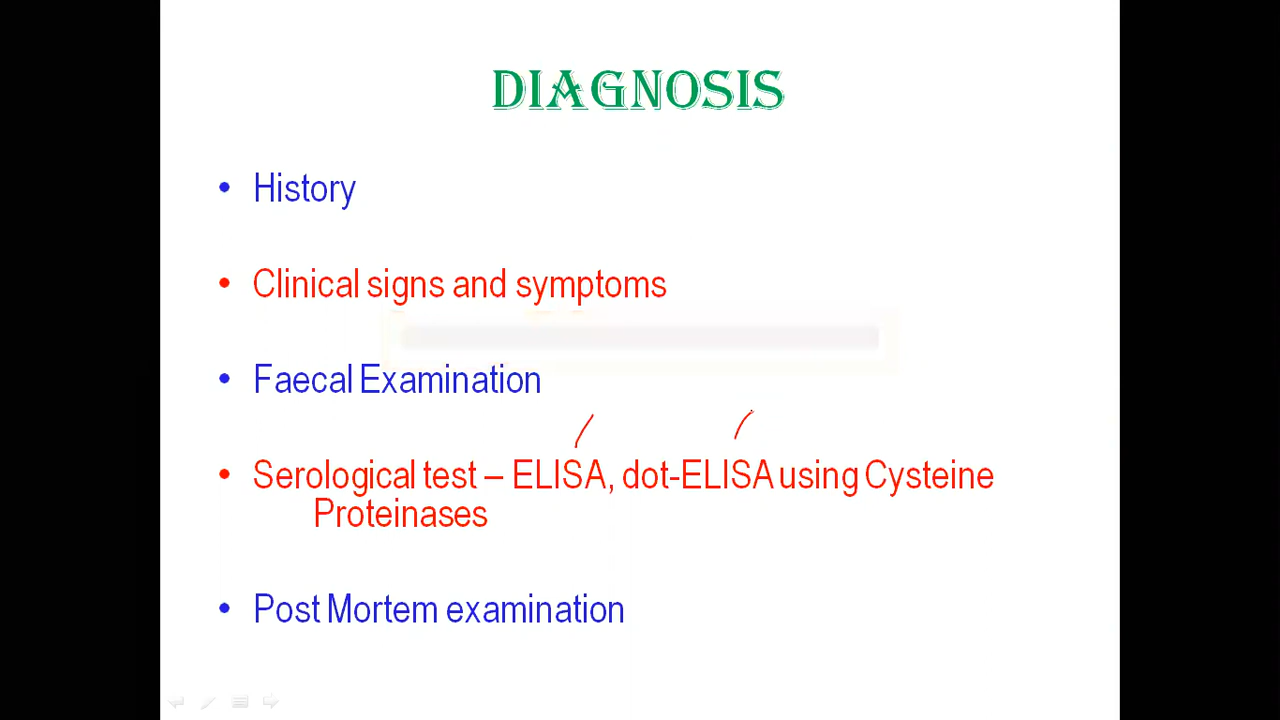 DIAGNOSIS
• History
• Clinical signs and symptoms
• Faecal Examination
• Serological test – ELISA, dot-ELISA using Cysteine
Proteinases
• Post Mortem examination